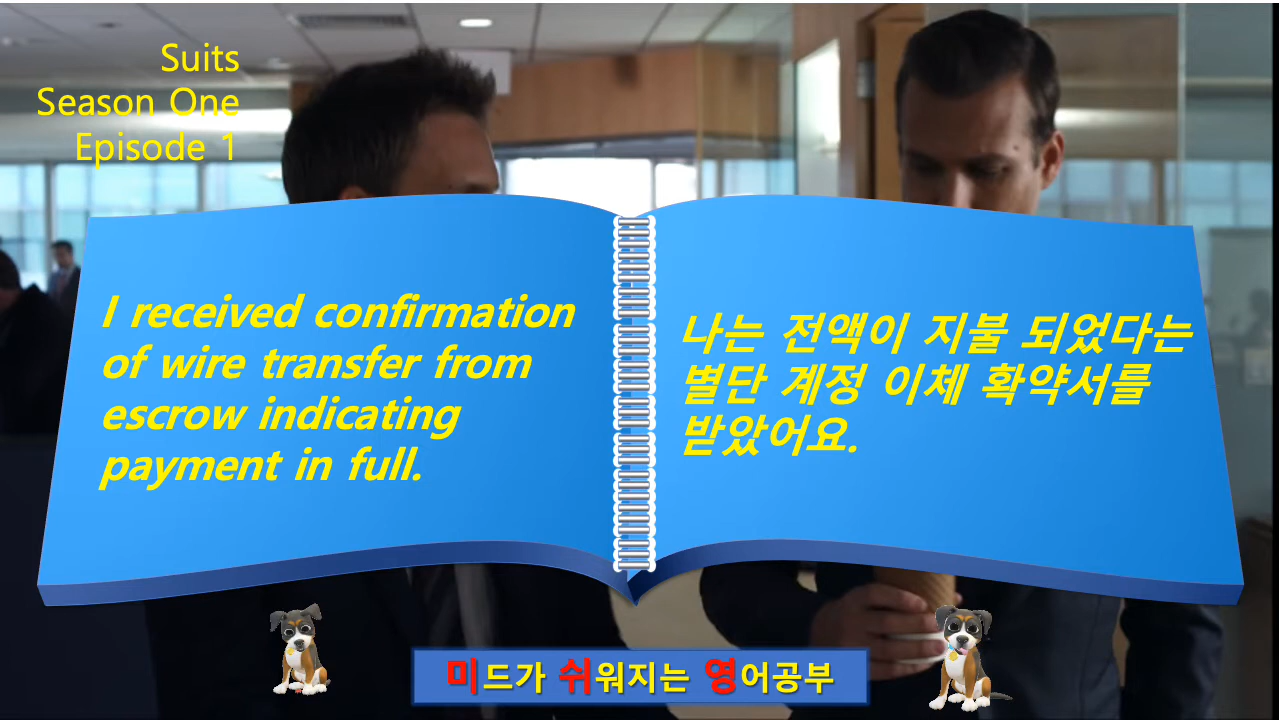 Suits
Season One
Episode 1
I received confirmation
of wire transfer from
escrow indicating
payment in full.
나는 전액이 지불 되었다는
별단 계정 이체 확약서를
받았어요.
미드가 쉬워지는 영어공부